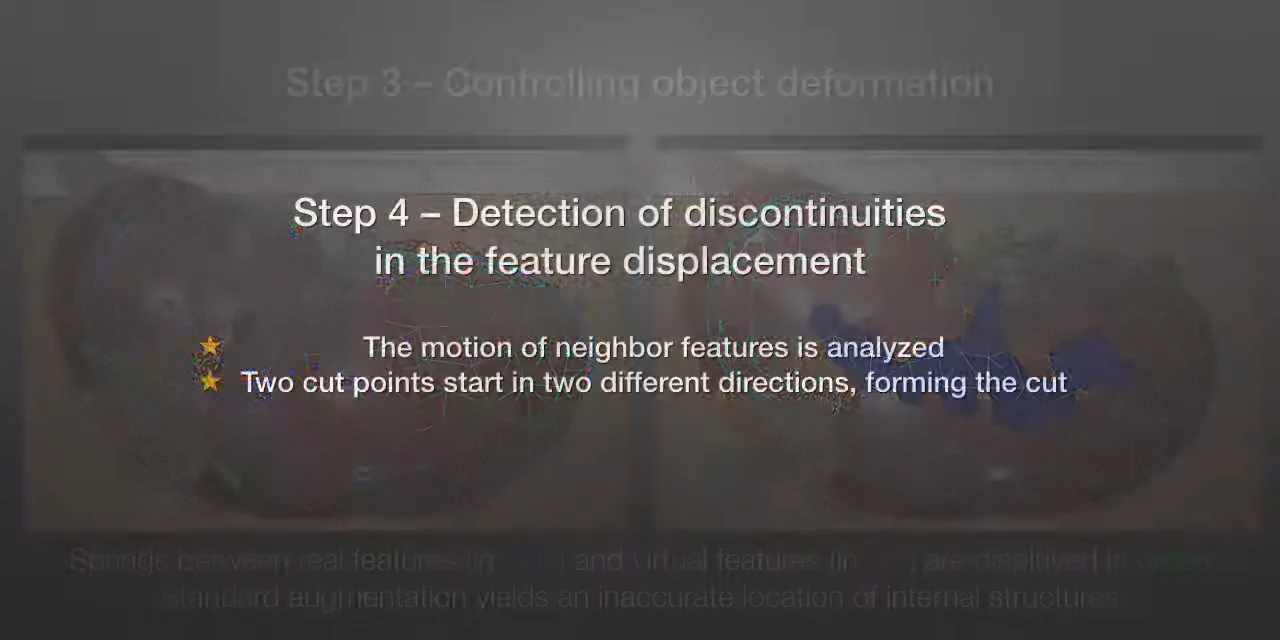 Step 3 – Controlling object deformation
Step 4 – Detection of discontinuities
in the feature displacement
The motion of neighbor features is analyzed
Two cut points start in two different directions, forming the cut
Springs between real features (in ) and virtual features (in ) are displayed in green
Standard augmentation yields an inaccurate location of internal structures